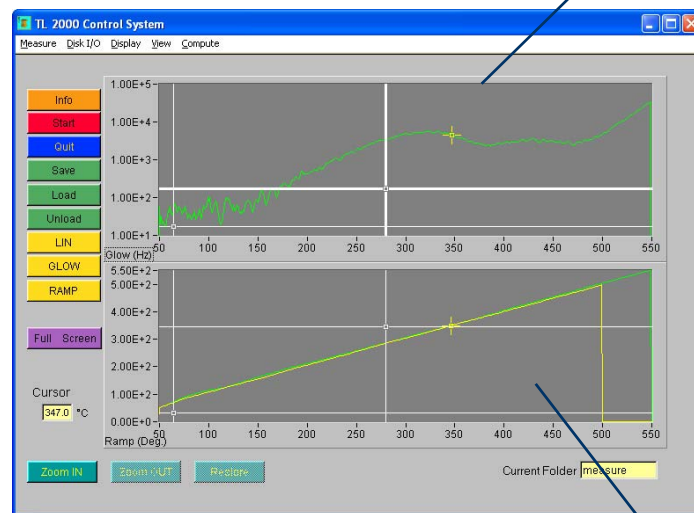 TL 2000 Control System
Measure Disk I/O Display View Compute
Info
Start
Quit
Save
Load
Unload
LIN
GLOW
RAMP
Full Screen
Cursor
347.0 °C
1.00E+5
1.00E+4
1.00E+3
1.00E+2
1.00E+1
50 100 150 200 250 300 350 400 450 500 550
Glow (Hz)
5.50E+2
5.00E+2
4.00E+2
3.00E+2
2.00E+2
1.00E+2
0.00E+0
50 100 150 200 250 300 350 400 450 500 550
Ramp (Deg.)
Zoom IN Zoom OUT Restore Current Folder measure